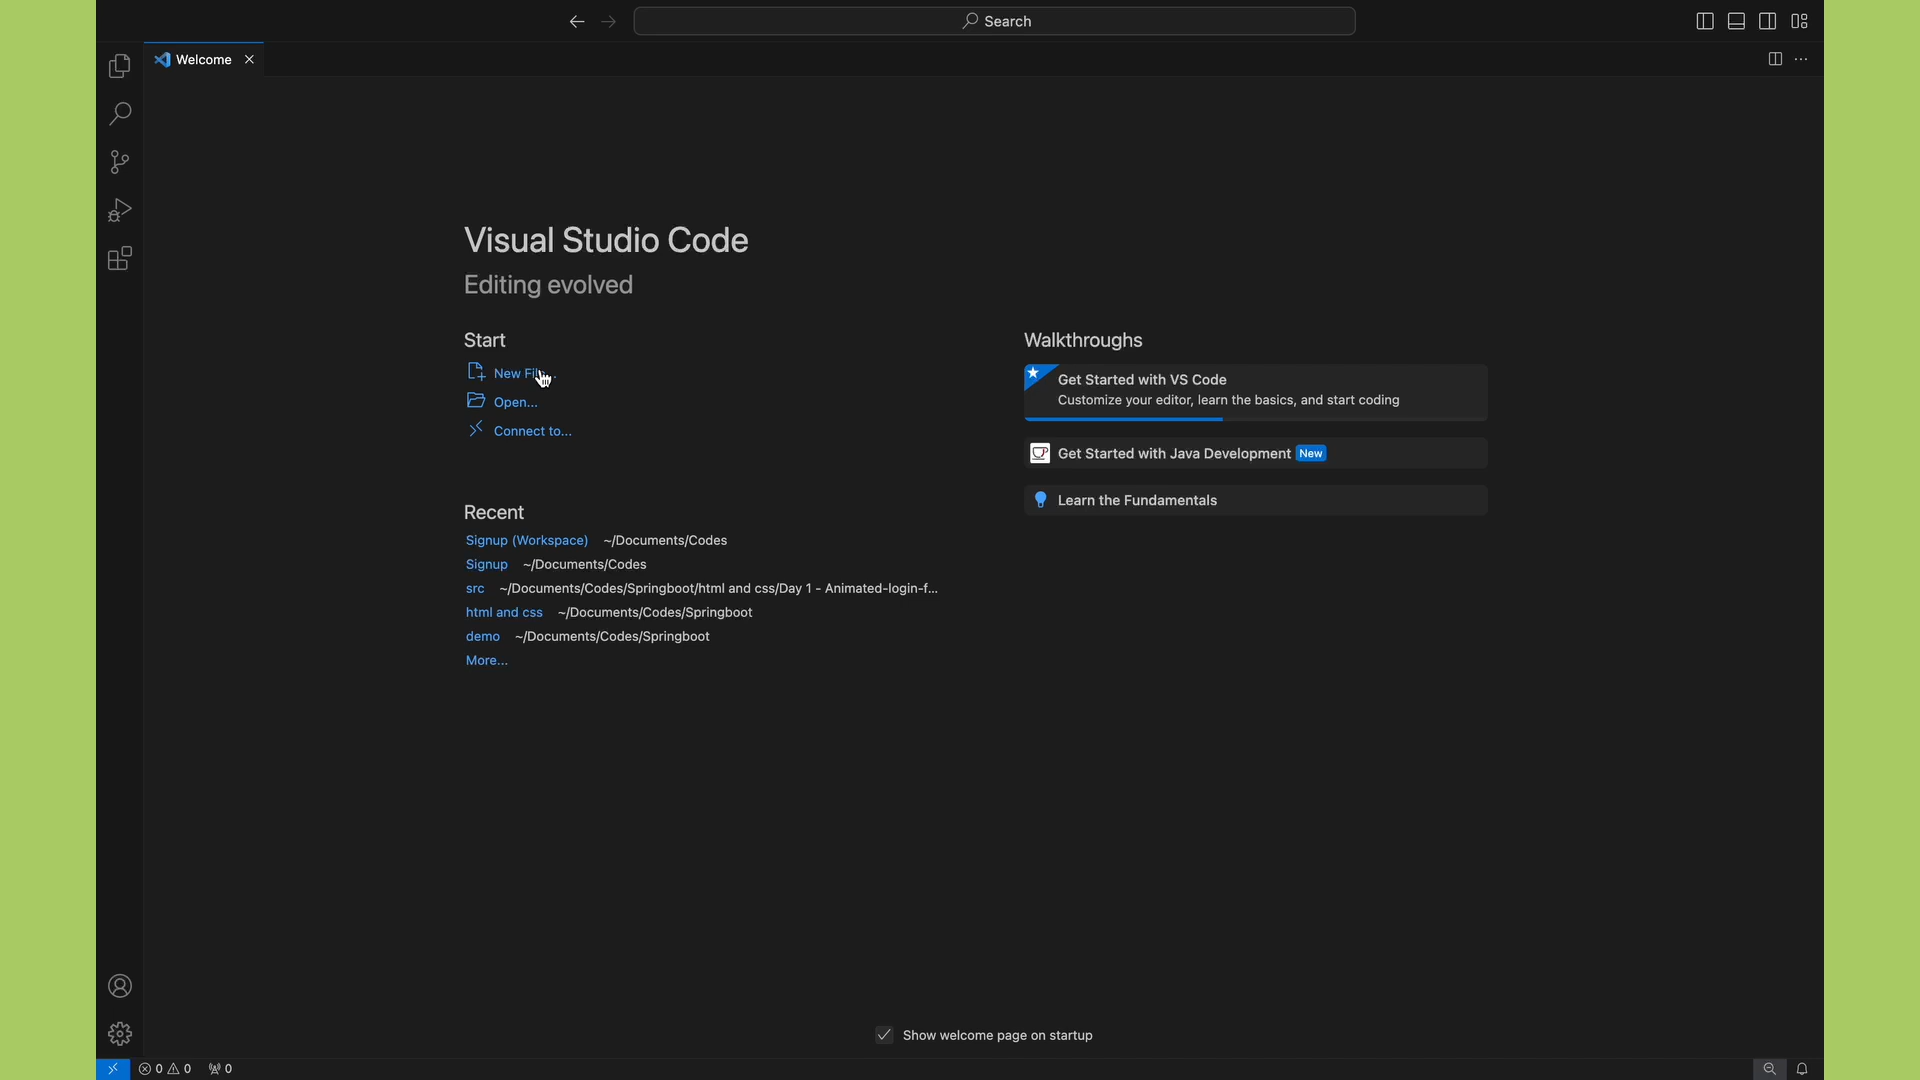 Search
Welcome
Visual Studio Code
Editing evolved
Start
New Fi...
Open...
Connect to...
Recent
Signup (Workspace) ~/Documents/Codes
Signup ~/Documents/Codes
src ~/Documents/Codes/Springboot/html and css/Day 1 - Animated-login-f...
html and css ~/Documents/Codes/Springboot
demo ~/Documents/Codes/Springboot
More...
Walkthroughs
Get Started with VS Code
Customize your editor, learn the basics, and start coding
Get Started with Java Development New
Learn the Fundamentals
Show welcome page on startup
0 0 0